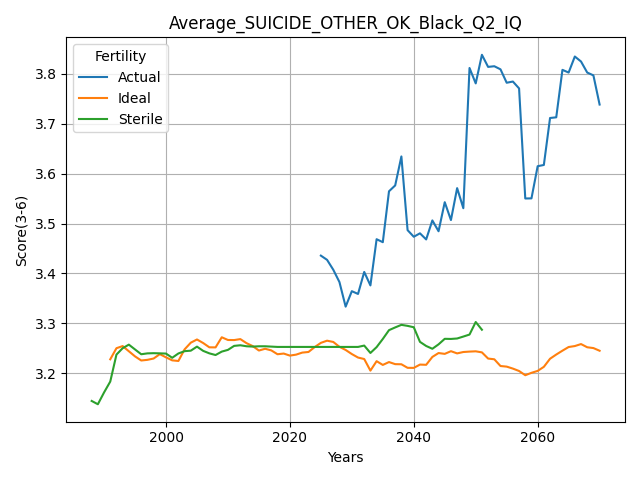 Average_SUICIDE_OTHER_OK_Black_Q2_IQ
Fertility
Actual
Ideal
Sterile
Score(3-6)
3.8
3.7
3.6
3.5
3.4
3.3
3.2
2000
2020
2040
2060
Years